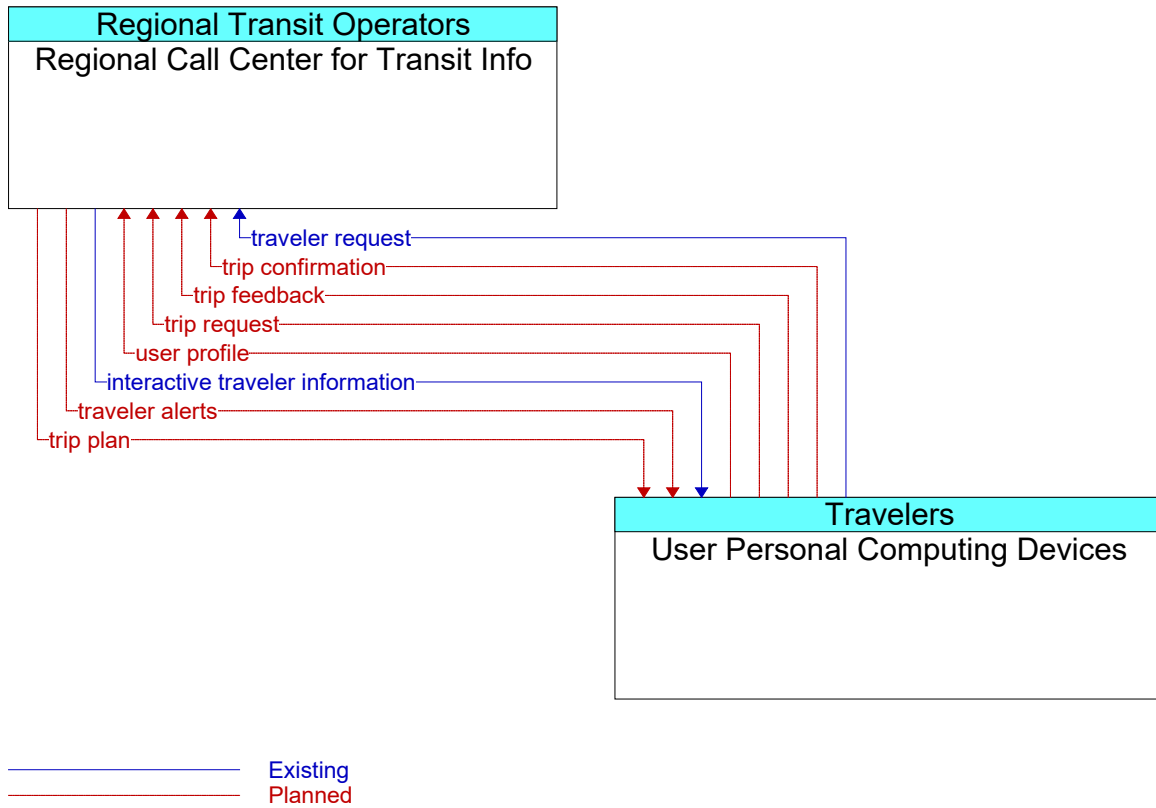 Regional Transit Operators
Regional Call Center for Transit Info
traveler request
trip confirmation
trip feedback
trip request
user profile
interactive traveler information
traveler alerts
trip plan
Travelers
User Personal Computing Devices
Existing
Planned